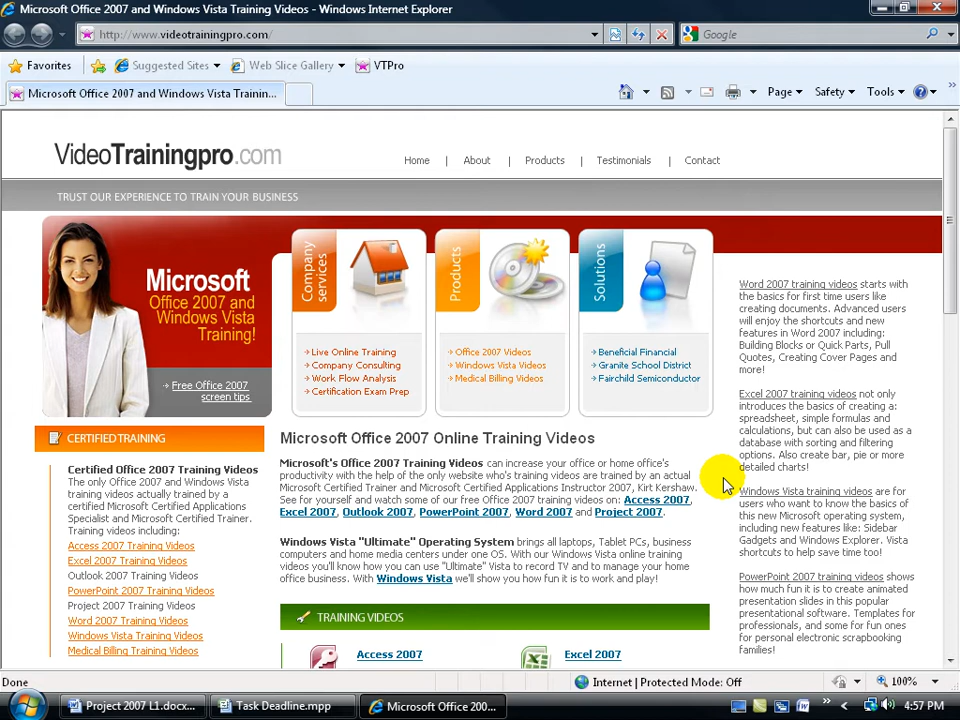 Microsoft Office 2007 and Windows Vista Training Videos - Windows Internet Explorer
http://www.videotrainingpro.com/
Google
Favorites
Suggested Sites
Web Slice Gallery
VTPro
Microsoft Office 2007 and Windows Vista Trainin...
Page
Safety
Tools
VideoTrainingpro.com
Home | About | Products | Testimonials | Contact
TRUST OUR EXPERIENCE TO TRAIN YOUR BUSINESS
Microsoft
Office 2007 and
Windows Vista
Training!
Free Office 2007
screen tips
Company services
Live Online Training
Company Consulting
Work Flow Analysis
Certification Exam Prep
Products
Office 2007 Videos
Windows Vista Videos
Medical Billing Videos
Solutions
Beneficial Financial
Granite School District
Fairchild Semiconductor
CERTIFIED TRAINING
Certified Office 2007 Training Videos
The only Office 2007 and Windows
Vista training videos actually trained by a
certified Microsoft Certified Applications
Specialist and Microsoft Certified Trainer.
Training videos including:
Access 2007 Training Videos
Excel 2007 Training Videos
Outlook 2007 Training Videos
PowerPoint 2007 Training Videos
Project 2007 Training Videos
Word 2007 Training Videos
Windows Vista Training Videos
Medical Billing Training Videos
Microsoft Office 2007 Online Training Videos
Microsoft's Office 2007 Training Videos can increase your office or home office's
productivity with the help of the only website who's training videos are trained by an actual
Microsoft Certified Trainer and Microsoft Certified Applications Instructor 2007, Kirt Kershaw.
See for yourself and watch some of our free Office 2007 training videos on: Access 2007,
Excel 2007, Outlook 2007, PowerPoint 2007, Word 2007 and Project 2007.
Windows Vista "Ultimate" Operating System brings all laptops, Tablet PCs, business
computers and home media centers under one OS. With our Windows Vista online training
videos you'll know how you can use "Ultimate" Vista to record TV and to manage your home
office business. With Windows Vista we'll show you how fun it is to work and play!
TRAINING VIDEOS
Access 2007
Excel 2007
Word 2007 training videos starts with
the basics for first time users like
creating documents. Advanced users
will enjoy the shortcuts and new
features in Word 2007 including:
Building Blocks or Quick Parts, Pull
Quotes, Creating Cover Pages and
more!
Excel 2007 training videos not only
introduces the basics of creating a:
spreadsheet, simple formulas and
calculations, but can also be used as a
database with sorting and filtering
options. Also create bar, pie or more
detailed charts!
Windows Vista training videos are for
users who want to know the basics of
this new Microsoft operating system,
including new features like: Sidebar
Gadgets and Windows Explorer. Vista
shortcuts to help save time too!
PowerPoint 2007 training videos shows
how much fun it is to create animated
presentation slides in this popular
presentational software. Templates for
professionals, and some for fun ones
for personal electronic scrapbooking
families!
Done
Internet | Protected Mode: Off
100%
Project 2007 L1.docx...
Task Deadline.mpp
Microsoft Office 200...
4:57 PM